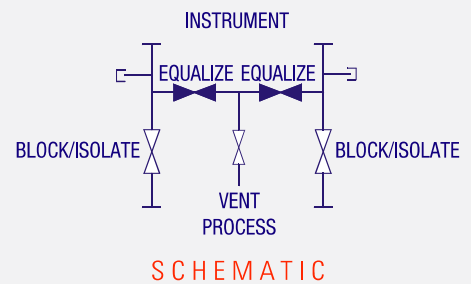 INSTRUMENT
EQUALIZE EQUALIZE
BLOCK/ISOLATE BLOCK/ISOLATE
VENT
PROCESS
SCHEMATIC